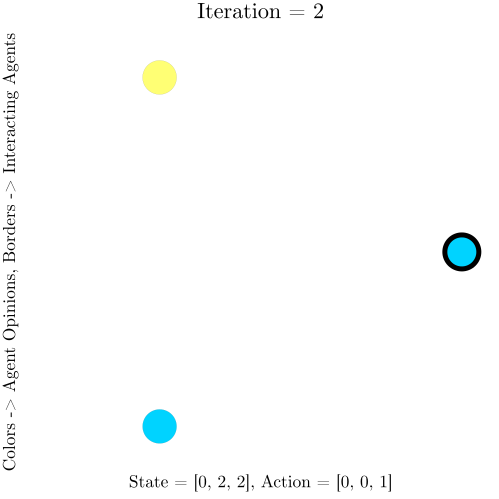 Iteration = 2
Colors -> Agent Opinions, Borders -> Interacting Agents
State = [0, 2, 2], Action = [0, 0, 1]